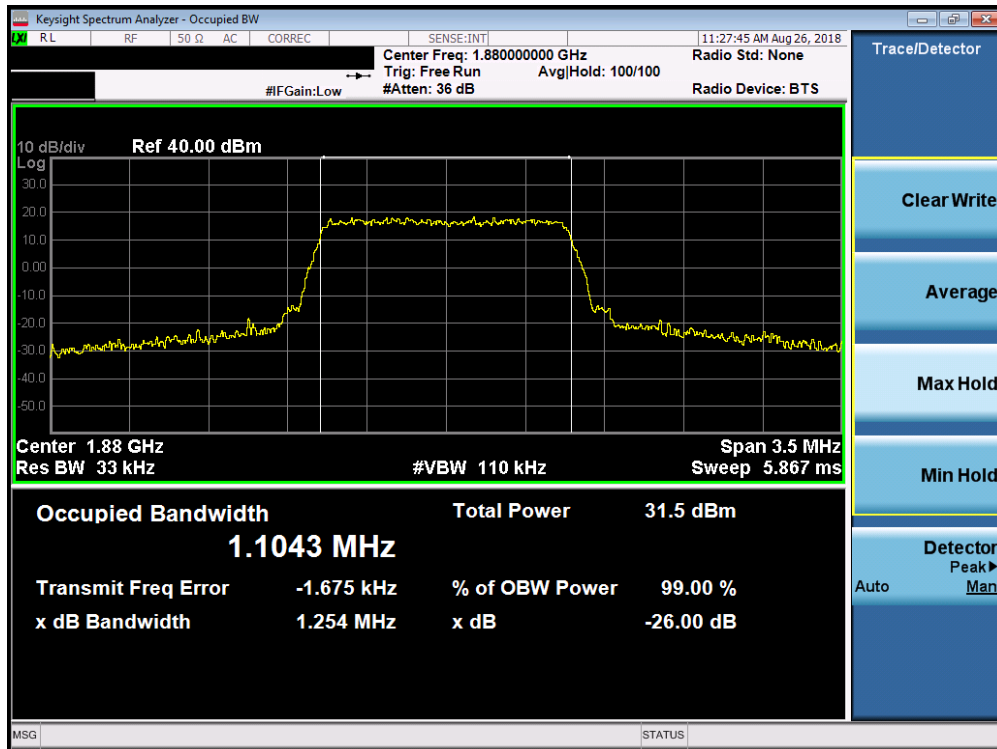 Keysight Spectrum Analyzer - Occupied BW
LXI RL RF 50 Ω AC CORREC SENSE:INT 11:27:45 AM Aug 26, 2018
Center Freq: 1.880000000 GHz Radio Std: None
Trig: Free Run Avg|Hold: 100/100
#IFGain:Low #Atten: 36 dB Radio Device: BTS
10 dB/div Ref 40.00 dBm
Log
30.0
20.0
10.0
0.00
-10.0
-20.0
-30.0
-40.0
-50.0
Center 1.88 GHz Span 3.5 MHz
Res BW 33 kHz #VBW 110 kHz Sweep 5.867 ms
Occupied Bandwidth Total Power 31.5 dBm
1.1043 MHz
Transmit Freq Error -1.675 kHz % of OBW Power 99.00 %
x dB Bandwidth 1.254 MHz x dB -26.00 dB
MSG STATUS
Trace/Detector
Clear Write
Average
Max Hold
Min Hold
Detector
Peak▶
Auto Man